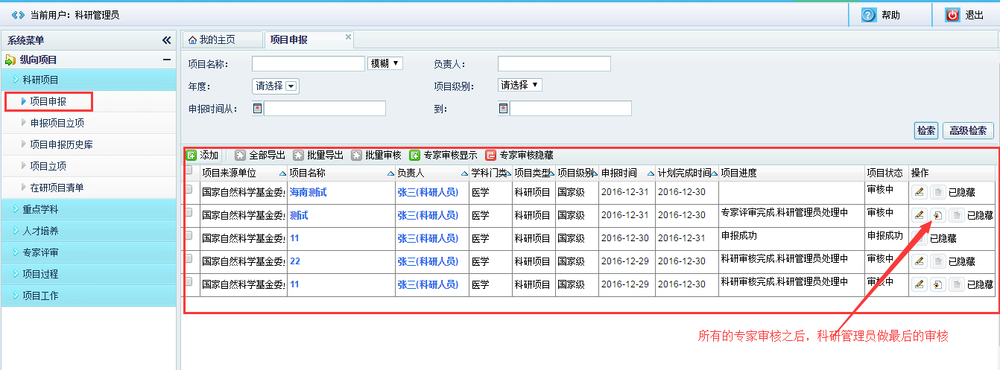 当前用户：科研管理员
帮助
退出
系统菜单
纵向项目
科研项目
项目申报
申报项目立项
项目申报历史库
项目立项
在研项目清单
重点学科
人才培养
专家评审
项目过程
项目工作
我的主页
项目申报
项目名称：
模糊
负责人：
年度：
请选择
项目级别：
请选择
申报时间从：
到：
检索
高级检索
添加 全部导出 批量导出 批量审核 专家审核显示 专家审核隐藏
项目来源单位 项目名称 负责人 学科门类 项目类型 项目级别 申报时间 计划完成时间 项目进度 项目状态 操作
国家自然科学基金委 海南测试 张三(科研人员) 医学 科研项目 国家级 2016-12-31 2016-12-30 审核中 已隐藏
国家自然科学基金委 测试 张三(科研人员) 医学 科研项目 国家级 2016-12-31 2016-12-30 专家评审完成,科研管理员处理中 审核中 已隐藏
国家自然科学基金委 11 张三(科研人员) 医学 科研项目 国家级 2016-12-30 2016-12-31 申报成功 申报成功 已隐藏
国家自然科学基金委 22 张三(科研人员) 医学 科研项目 国家级 2016-12-29 2016-12-30 科研审核完成,科研管理员处理中 审核中 已隐藏
国家自然科学基金委 11 张三(科研人员) 医学 科研项目 国家级 2016-12-29 2016-12-30 科研审核完成,科研管理员处理中 审核中 已隐藏
所有的专家审核之后，科研管理员做最后的审核